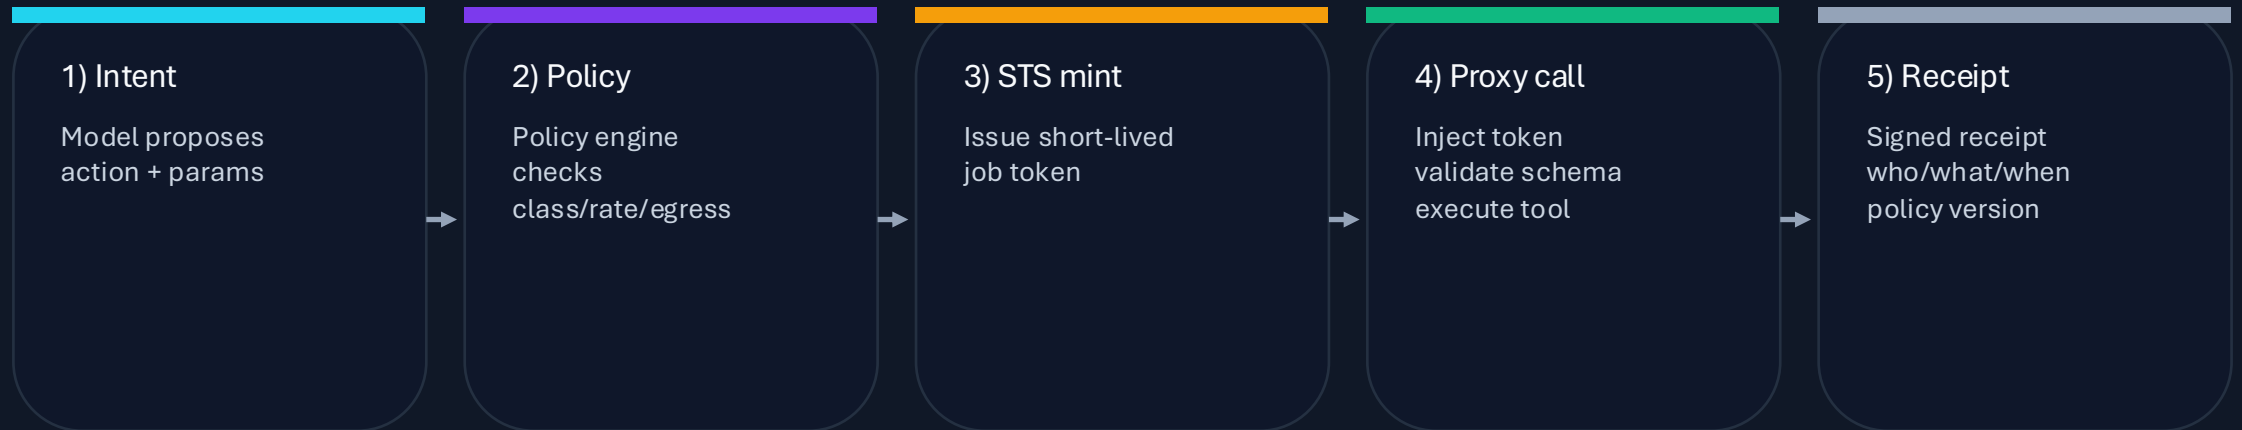 1) Intent
Model proposes
action + params
2) Policy
Policy engine
checks
class/rate/egress
3) STS mint
Issue short-lived
job token
4) Proxy call
Inject token
validate schema
execute tool
5) Receipt
Signed receipt
who/what/when
policy version